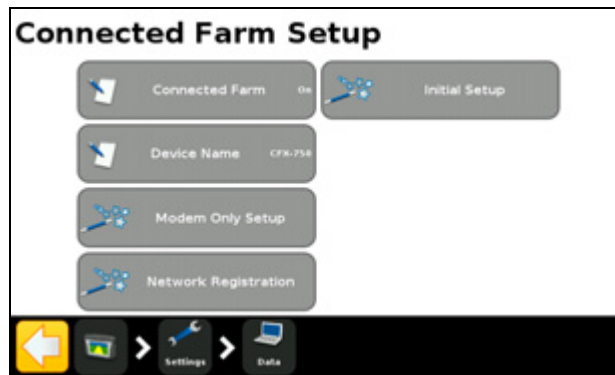 Connected Farm Setup
Connected Farm On
Initial Setup
Device Name CFX-750
Modem Only Setup
Network Registration
Settings
Data